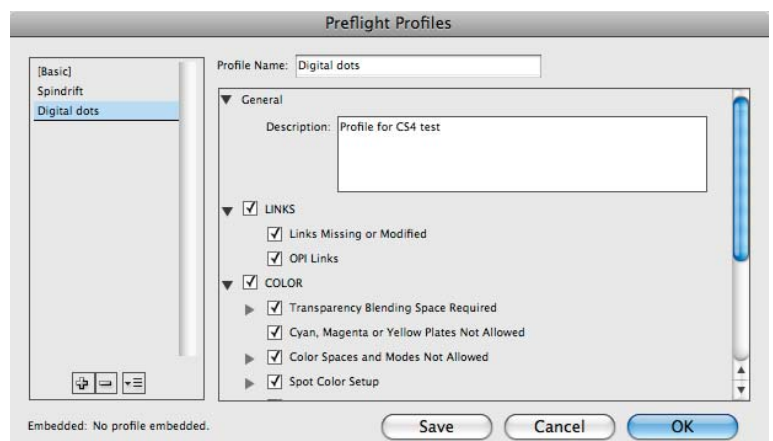 Preflight Profiles
[Basic]
Spindrift
Digital dots
Profile Name: Digital dots
General
Description: Profile for CS4 test
LINKS
Links Missing or Modified
OPI Links
COLOR
Transparency Blending Space Required
Cyan, Magenta or Yellow Plates Not Allowed
Color Spaces and Modes Not Allowed
Spot Color Setup
Embedded: No profile embedded.
Save
Cancel
OK